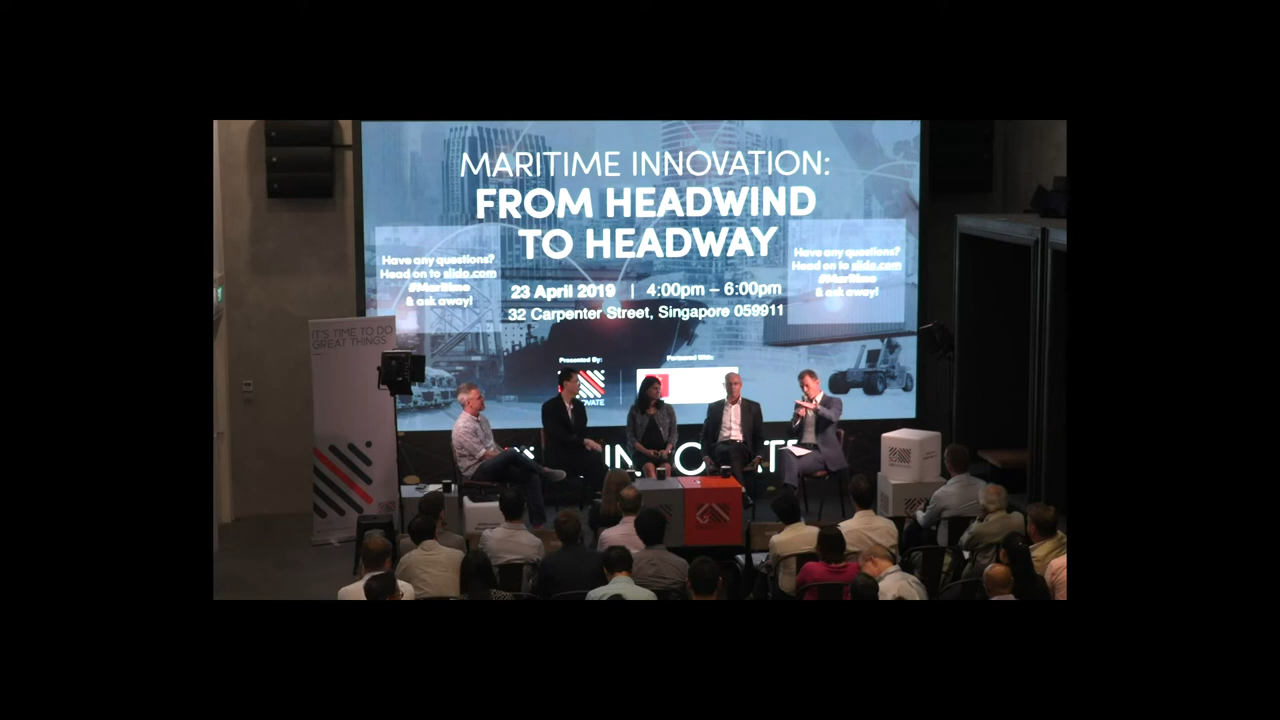 MARITIME INNOVATION:
FROM HEADWIND
TO HEADWAY
Have any questions?
Head on to slido.com
#Maritime
& ask away!
23 April 2019 | 4:00pm – 6:00pm
32 Carpenter Street, Singapore 059911
Have any questions?
Head on to slido.com
#Maritime
& ask away!
Presented By:
Partnered With:
IT'S TIME TO DO
GREAT THINGS